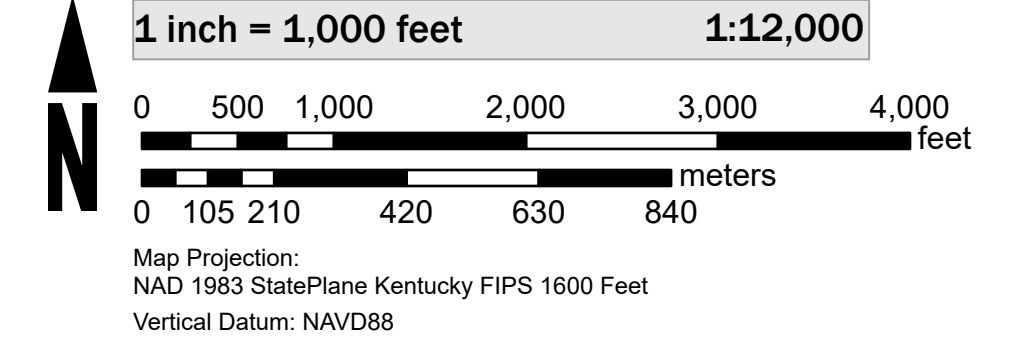 1 inch = 1,000 feet 1:12,000
0 500 1,000 2,000 3,000 4,000
feet
meters
0 105 210 420 630 840
N
Map Projection:
NAD 1983 StatePlane Kentucky FIPS 1600 Feet
Vertical Datum: NAVD88